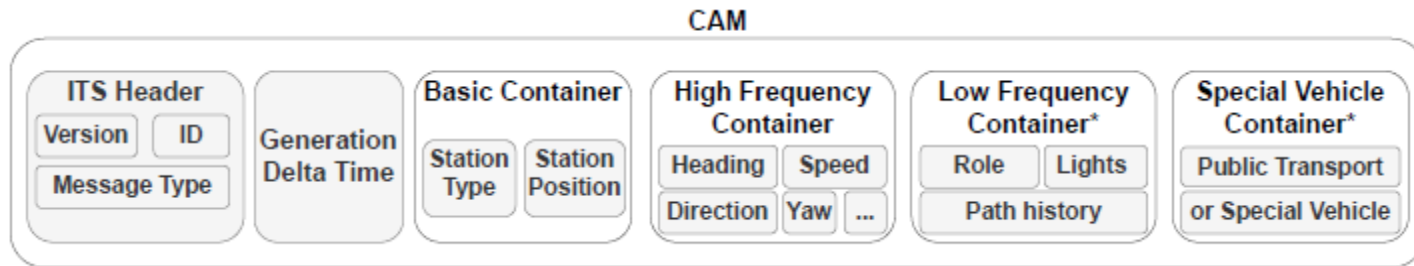 CAM
ITS Header
Version
ID
Message Type
Generation
Delta Time
Basic Container
Station
Type
Station
Position
High Frequency
Container
Heading
Speed
Direction
Yaw
...
Low Frequency
Container*
Role
Lights
Path history
Special Vehicle
Container*
Public Transport
or Special Vehicle